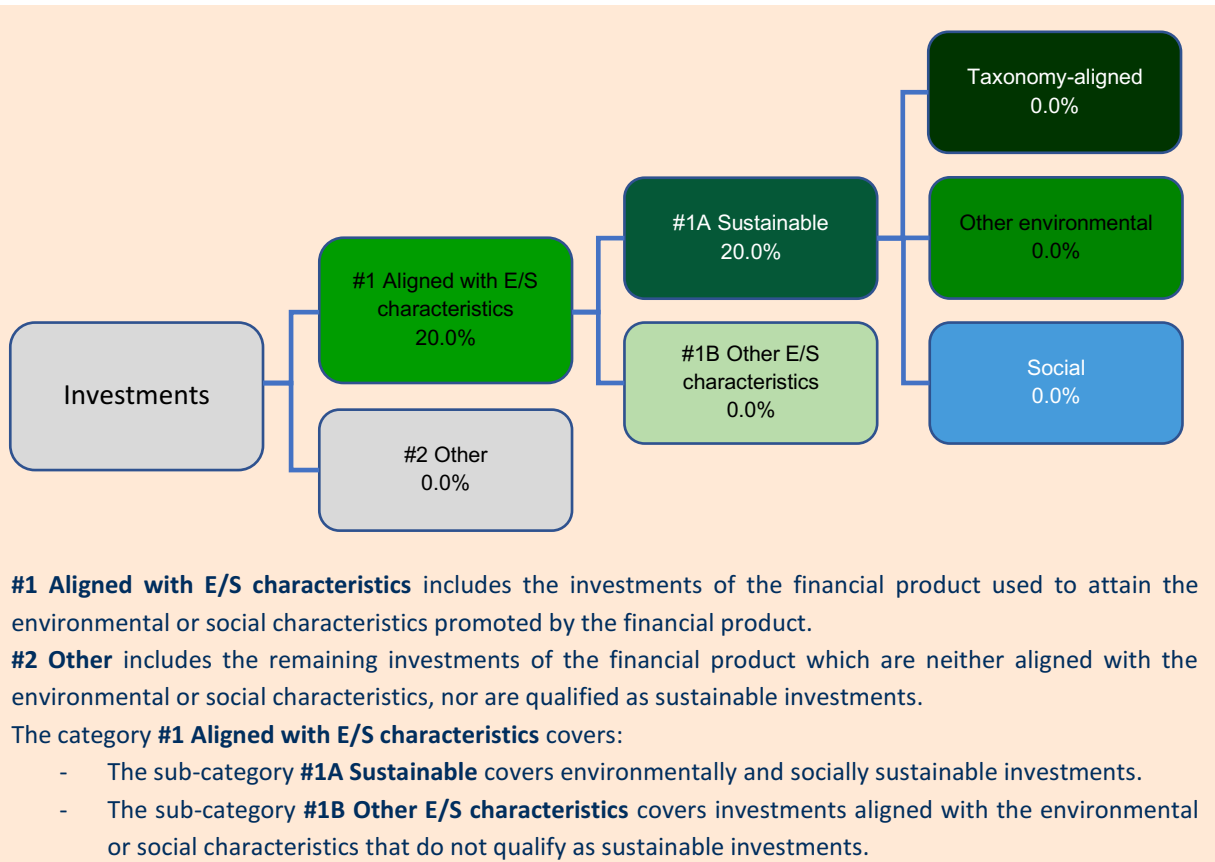 Taxonomy-aligned
0.0%
#1A Sustainable
20.0%
Other environmental
0.0%
#1 Aligned with E/S
characteristics
20.0%
Investments
#1B Other E/S
characteristics
0.0%
Social
0.0%
#2 Other
0.0%
#1 Aligned with E/S characteristics includes the investments of the financial product used to attain the
environmental or social characteristics promoted by the financial product.
#2 Other includes the remaining investments of the financial product which are neither aligned with the
environmental or social characteristics, nor are qualified as sustainable investments.
The category #1 Aligned with E/S characteristics covers:
- The sub-category #1A Sustainable covers environmentally and socially sustainable investments.
- The sub-category #1B Other E/S characteristics covers investments aligned with the environmental
or social characteristics that do not qualify as sustainable investments.